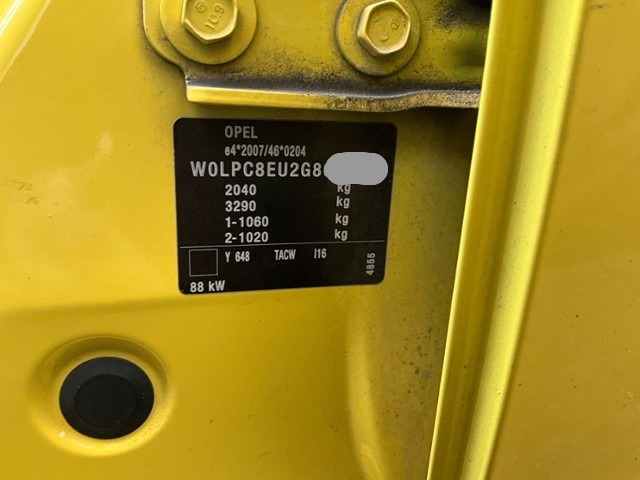 109
OPEL
e4*2007/46*0204
W0LPC8EU2G8
2040 kg
3290 kg
1-1060 kg
2-1020 kg
Y 648 TACW I16
4855
88 kW